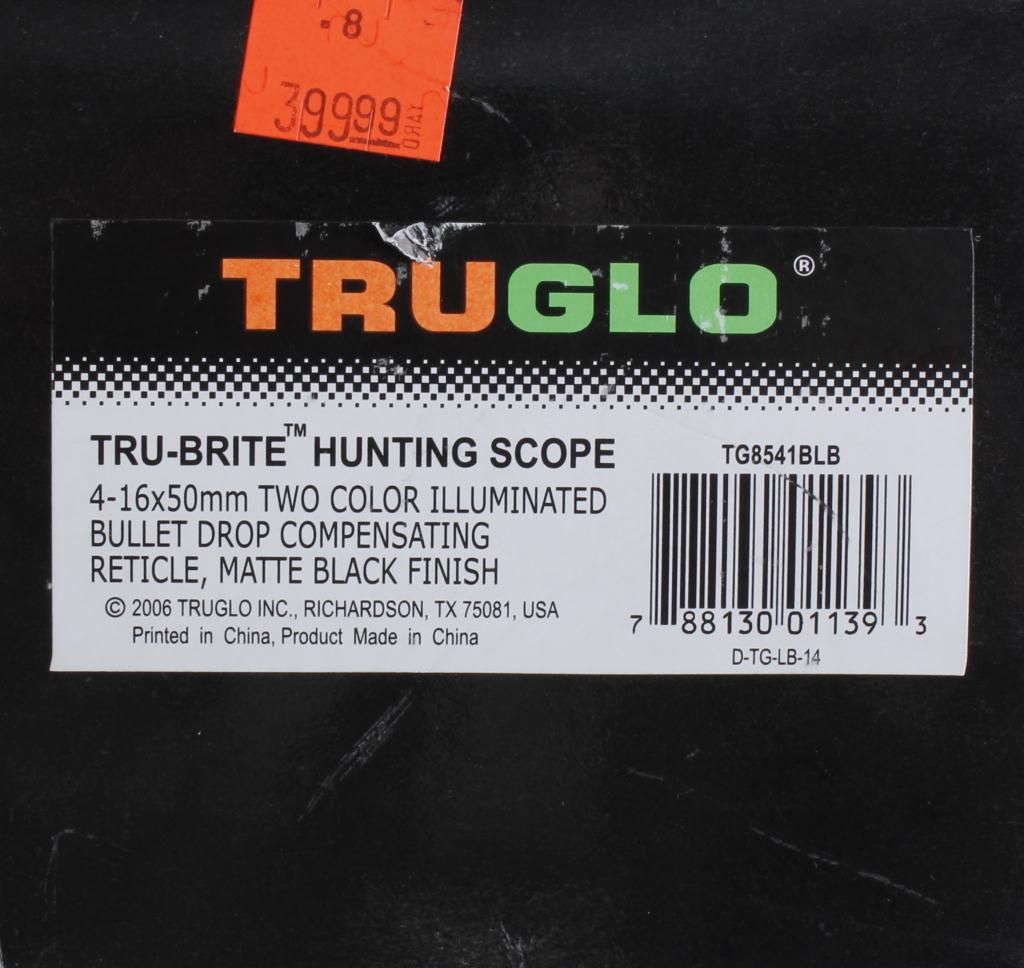 .8
39999
YARD
TRUGLO®
TRU-BRITE™ HUNTING SCOPE
4-16x50mm TWO COLOR ILLUMINATED
BULLET DROP COMPENSATING
RETICLE, MATTE BLACK FINISH
© 2006 TRUGLO INC., RICHARDSON, TX 75081, USA
Printed in China, Product Made in China
TG8541BLB
7 88130 01139 3
D-TG-LB-14